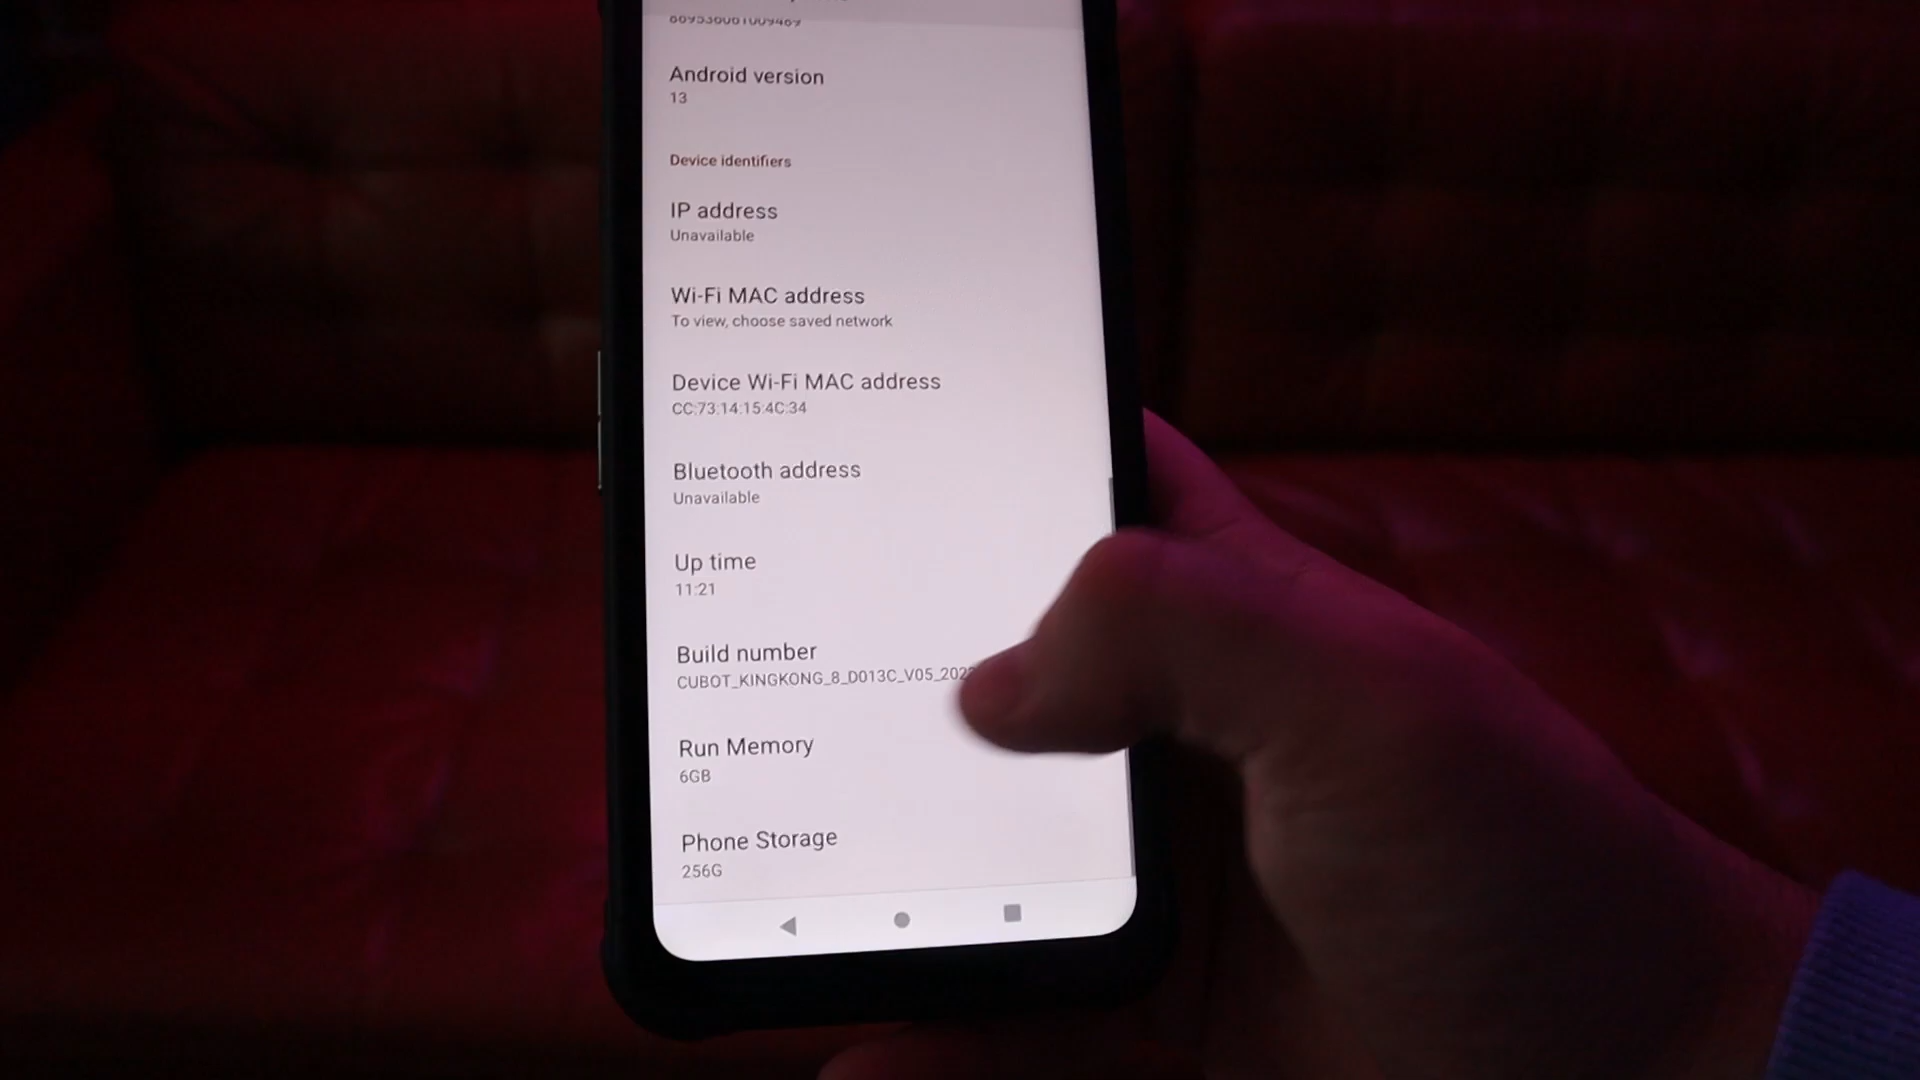 Android version
13
Device identifiers
IP address
Unavailable
Wi-Fi MAC address
To view, choose saved network
Device Wi-Fi MAC address
CC:73:14:15:4C:34
Bluetooth address
Unavailable
Up time
11:21
Build number
CUBOT_KINGKONG_8_D013C_V05_202
Run Memory
6GB
Phone Storage
256G